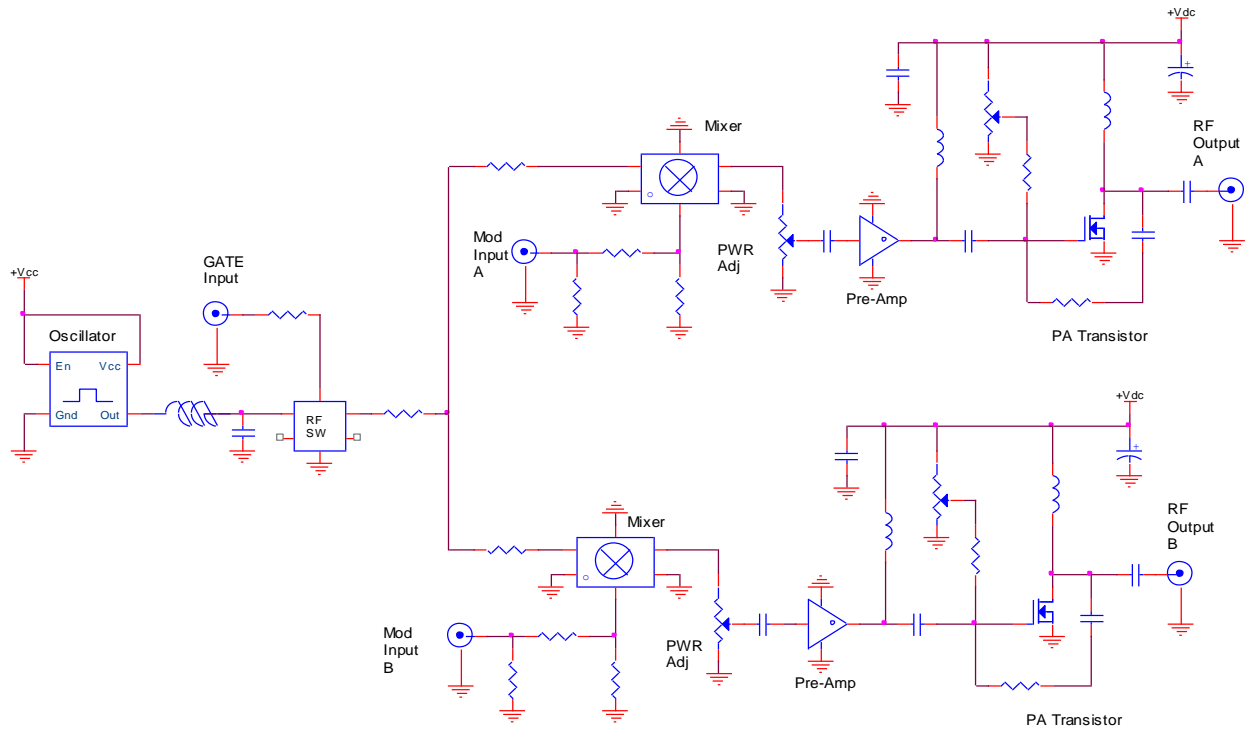 +Vdc
Mixer
RF
Output
A
Mod
Input
A
PWR
Adj
Pre-Amp
PA Transistor
GATE
Input
+Vcc
Oscillator
En Vcc
Gnd Out
RF
SW
+Vdc
Mixer
RF
Output
B
Mod
Input
B
PWR
Adj
Pre-Amp
PA Transistor